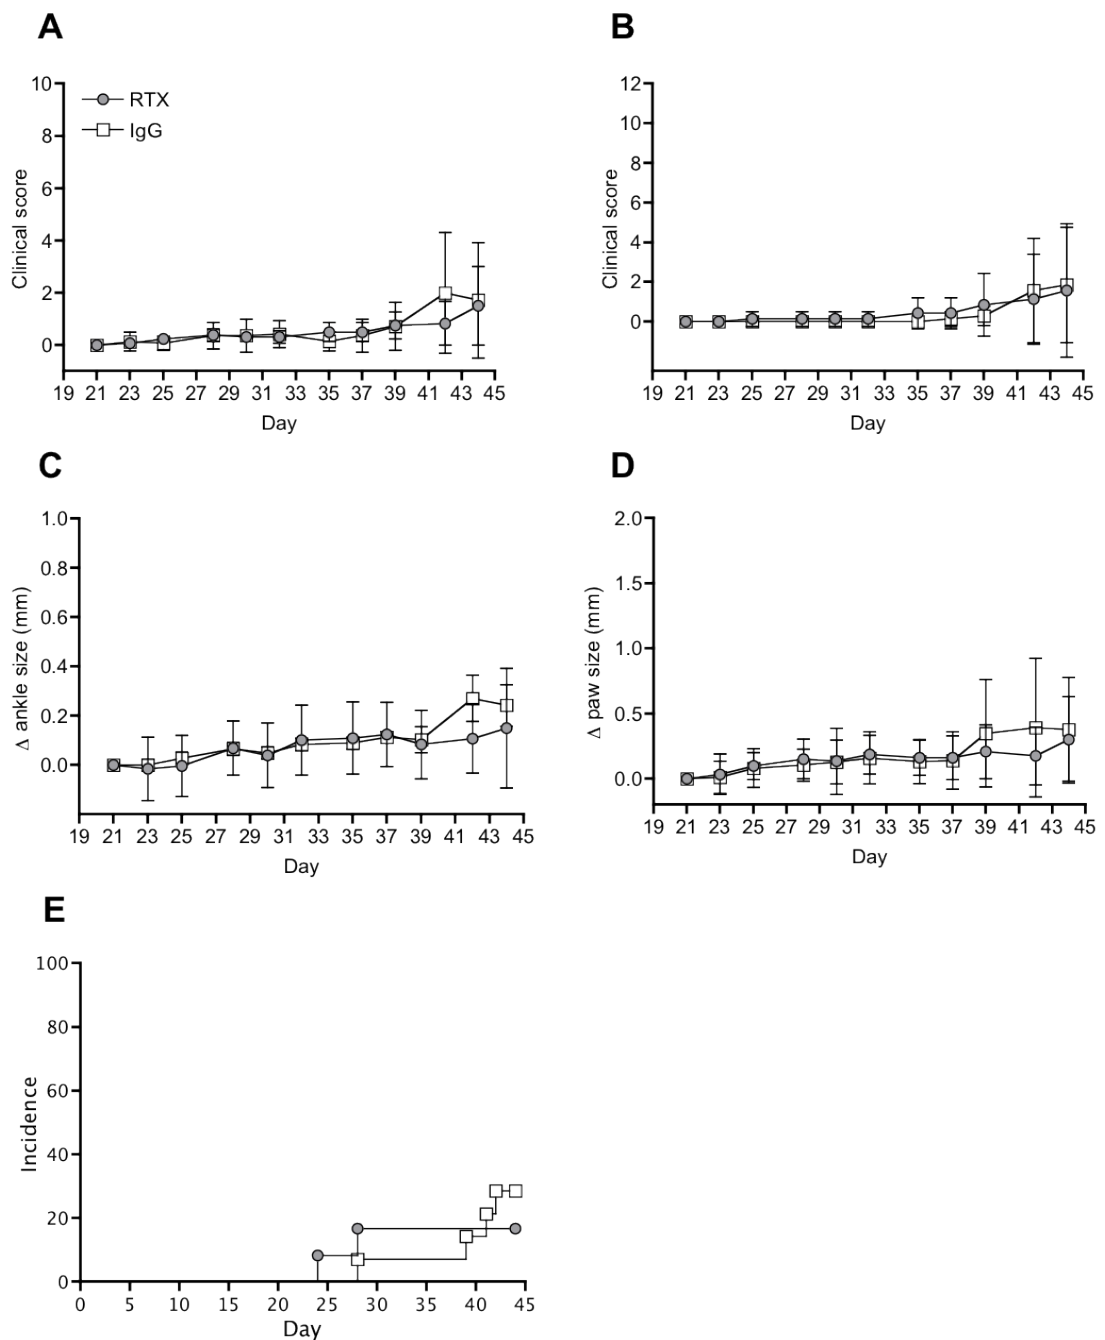 A
10
8
6
4
2
0
Clinical score
RTX
IgG
19 21 23 25 27 29 31 33 35 37 39 41 43 45
Day
B
12
10
8
6
4
2
0
Clinical score
19 21 23 25 27 29 31 33 35 37 39 41 43 45
Day
C
1.0
0.8
0.6
0.4
0.2
0.0
Δ ankle size (mm)
19 21 23 25 27 29 31 33 35 37 39 41 43 45
Day
D
2.0
1.5
1.0
0.5
0.0
Δ paw size (mm)
19 21 23 25 27 29 31 33 35 37 39 41 43 45
Day
E
100
80
60
40
20
0
Incidence
0 5 10 15 20 25 30 35 40 45
Day